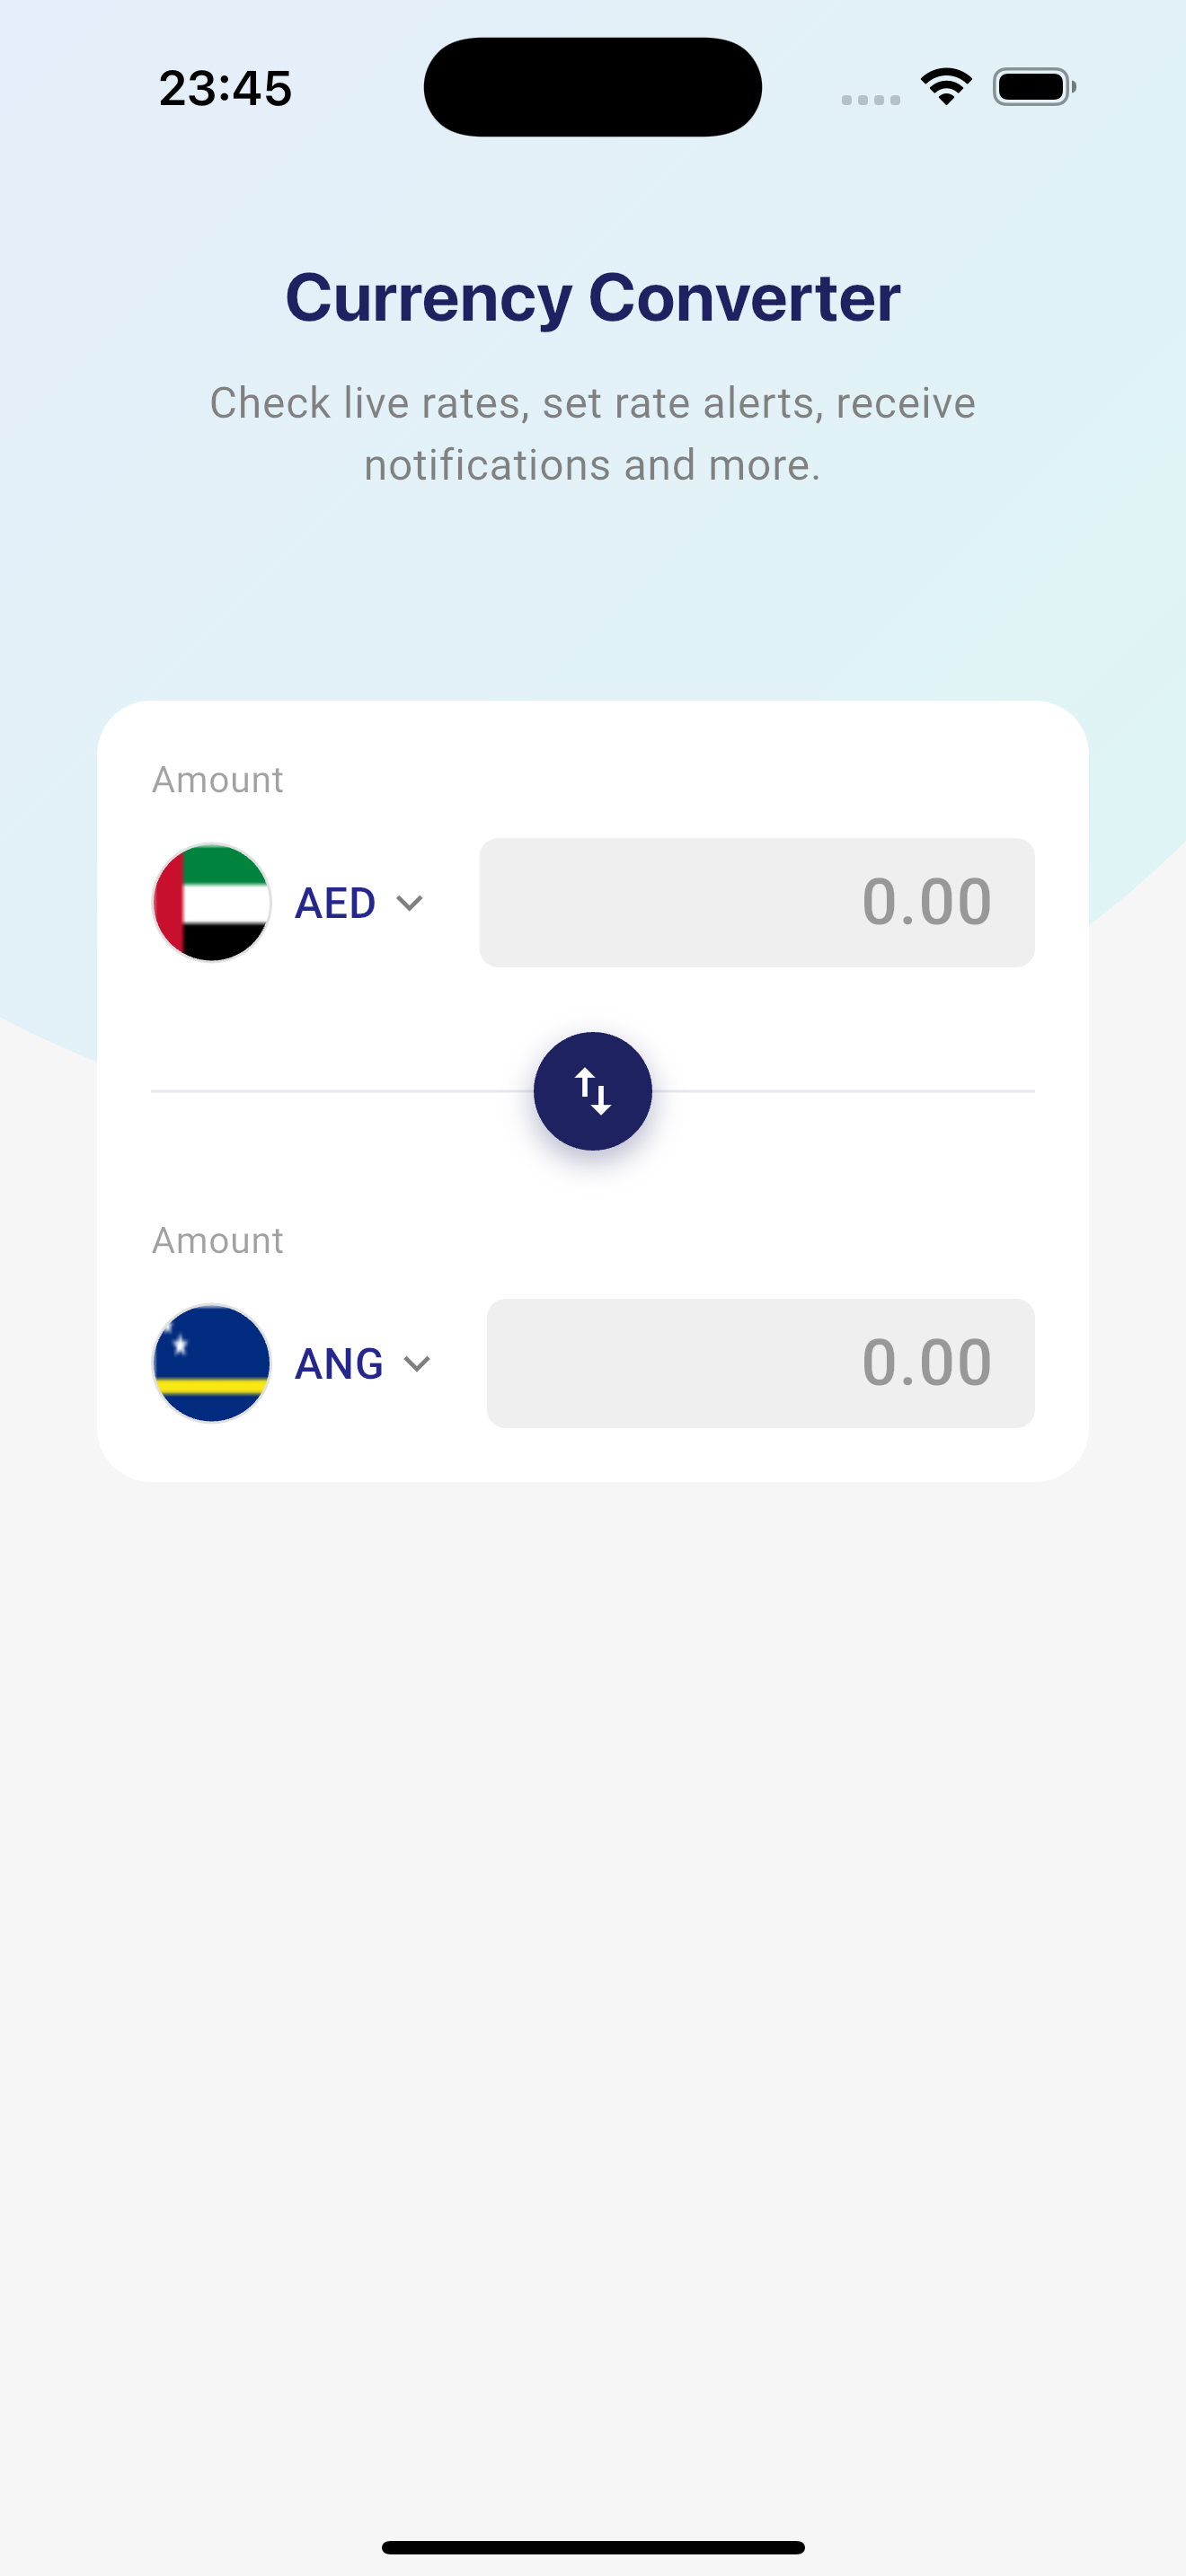 23:45
Currency Converter
Check live rates, set rate alerts, receive
notifications and more.
Amount
AED
0.00
Amount
ANG
0.00